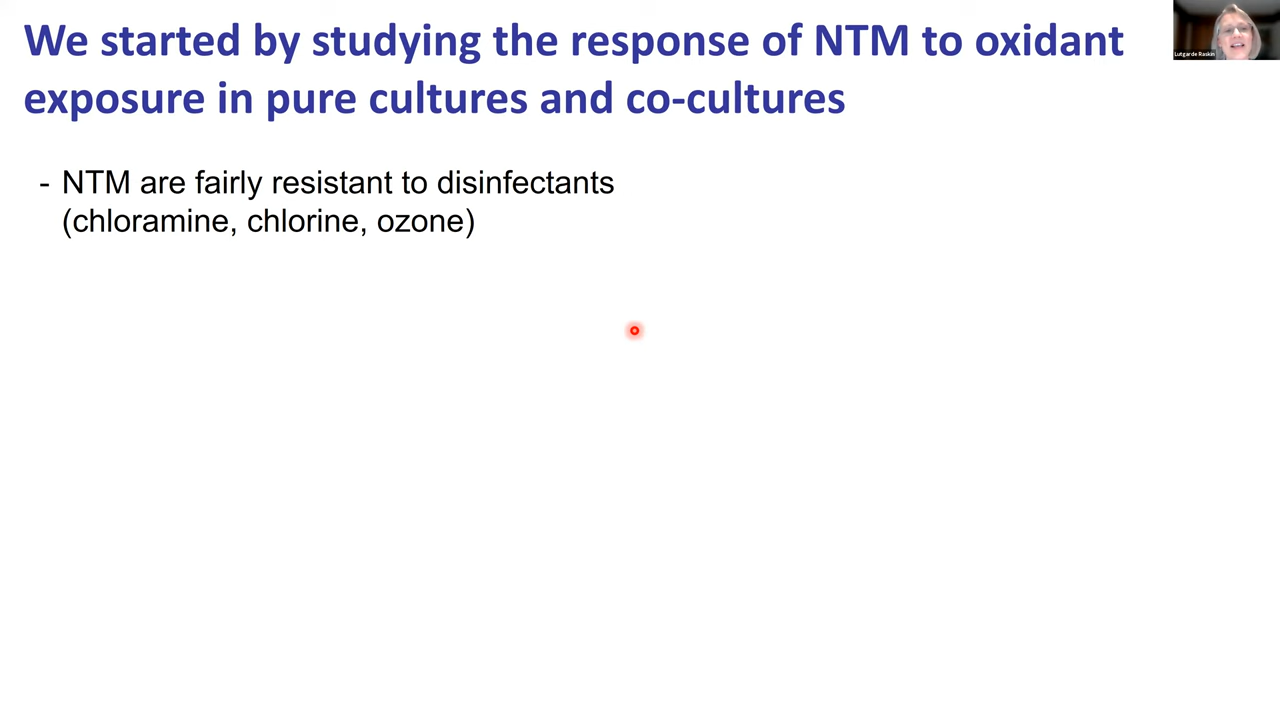 We started by studying the response of NTM to oxidant
exposure in pure cultures and co-cultures
Lutgarde Raskin
- NTM are fairly resistant to disinfectants
(chloramine, chlorine, ozone)